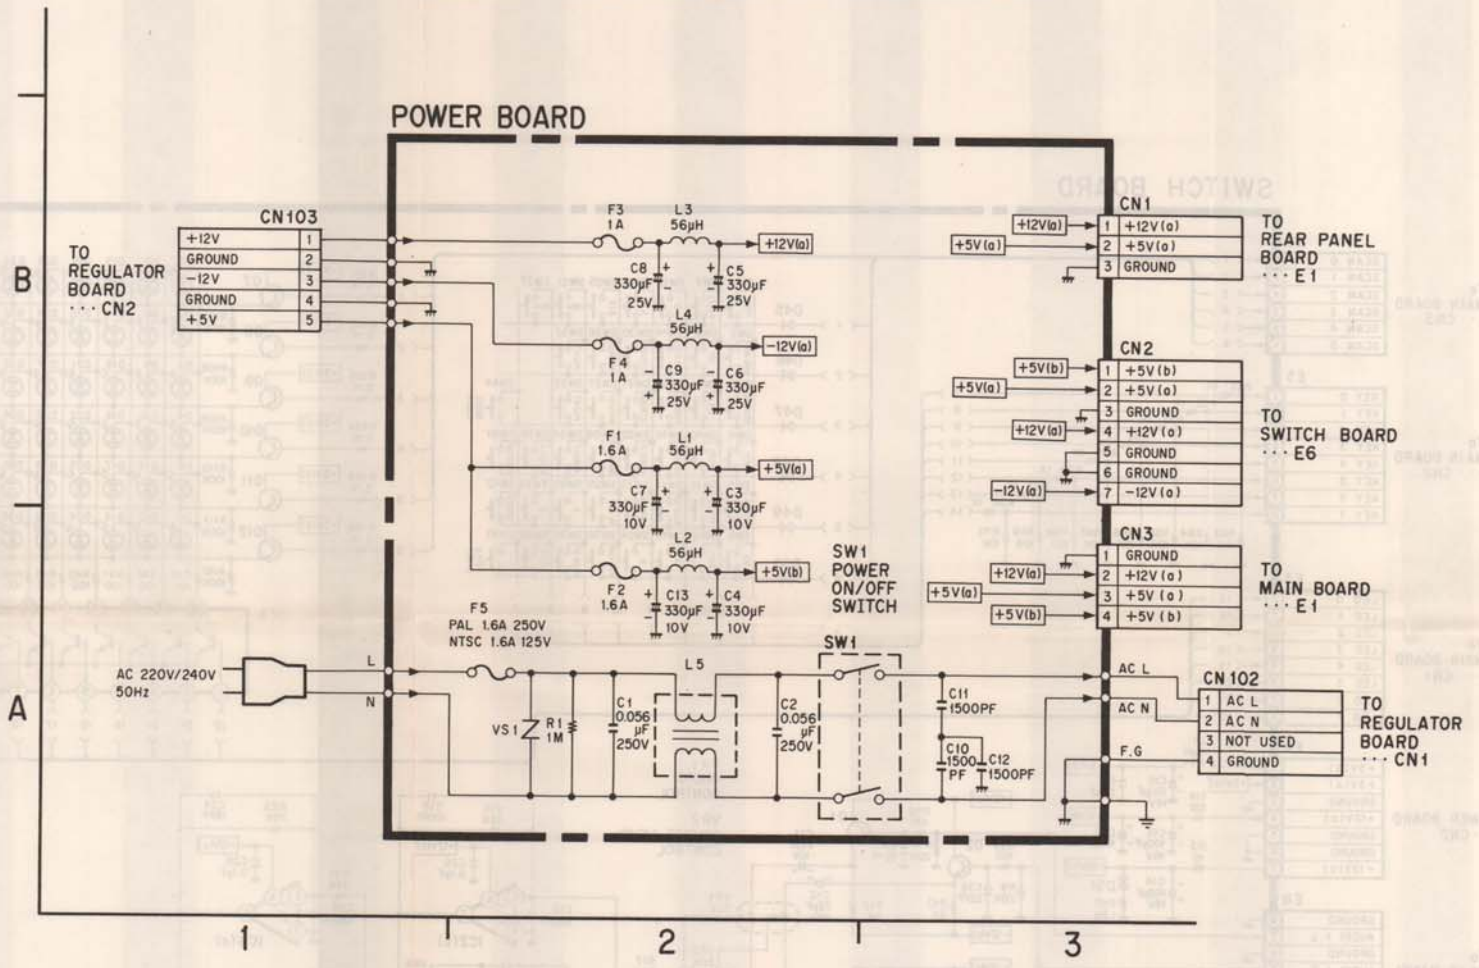 POWER BOARD
B
A
1
2
3
CN103
TO
REGULATOR
BOARD
···CN2
+12V 1
GROUND 2
-12V 3
GROUND 4
+5V 5
F3
1A
L3
56µH
+12V(a)
C8
330µF
25V
+
-
C5
330µF
25V
+
-
L4
56µH
-12V(a)
F4
1A
-
C9
330µF
+
25V
-
C6
330µF
+
25V
F1
1.6A
L1
56µH
+5V(a)
C7
330µF
10V
+
-
+
C3
-
330µF
10V
L2
56µH
+5V(b)
F2
1.6A
+
C13
-
330µF
10V
+
C4
-
330µF
10V
F5
PAL 1.6A 250V
NTSC 1.6A 125V
AC 220V/240V
50Hz
L
N
VS1
R1
1M
C1
0.056
µF
250V
L5
C2
0.056
µF
250V
SW1
POWER
ON/OFF
SWITCH
SW1
C11
1500PF
C10
1500
PF
C12
1500PF
CN1
+12V(a)
+5V(a)
1 +12V(a)
2 +5V(a)
3 GROUND
TO
REAR PANEL
BOARD
···E1
CN2
+5V(b)
+5V(a)
+12V(a)
-12V(a)
1 +5V(b)
2 +5V(a)
3 GROUND
4 +12V(a)
5 GROUND
6 GROUND
7 -12V(a)
TO
SWITCH BOARD
···E6
CN3
+12V(a)
+5V(a)
+5V(b)
1 GROUND
2 +12V(a)
3 +5V(a)
4 +5V(b)
TO
MAIN BOARD
···E1
AC L
AC N
F.G
CN102
1 AC L
2 AC N
3 NOT USED
4 GROUND
TO
REGULATOR
BOARD
···CN1
SWITCH BOARD